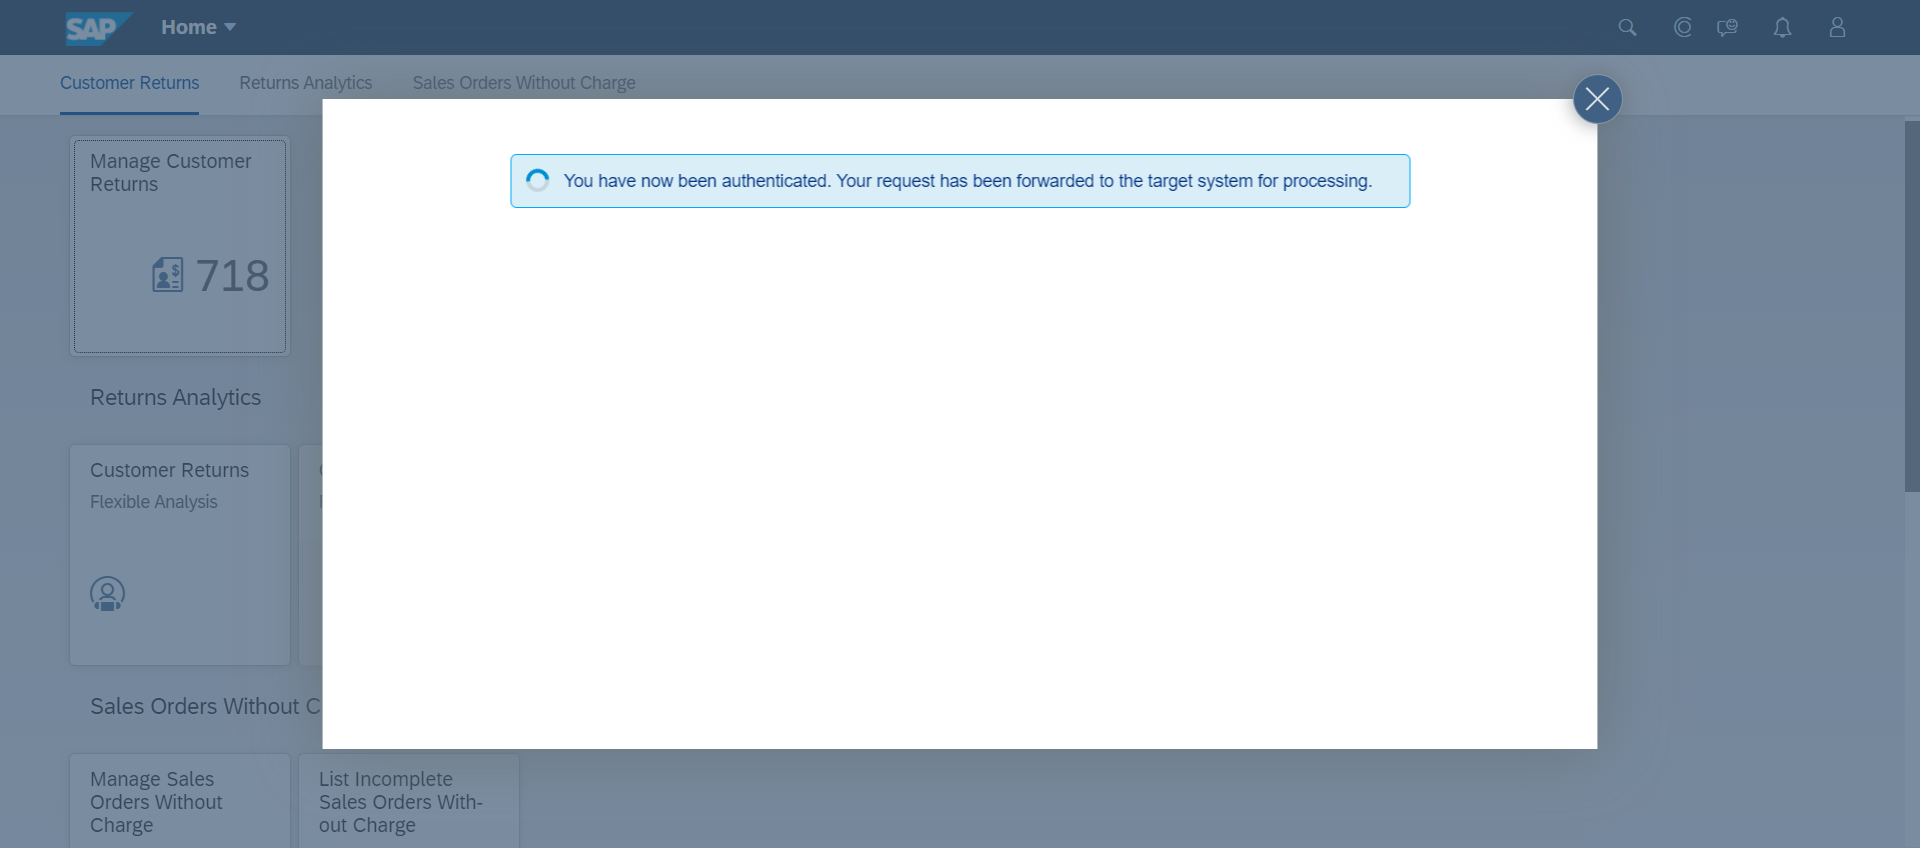 SAP Home
Customer Returns Returns Analytics Sales Orders Without Charge
Manage Customer
Returns
718
You have now been authenticated. Your request has been forwarded to the target system for processing.
Returns Analytics
Customer Returns
Flexible Analysis
Sales Orders Without C
Manage Sales
Orders Without
Charge
List Incomplete
Sales Orders With-
out Charge